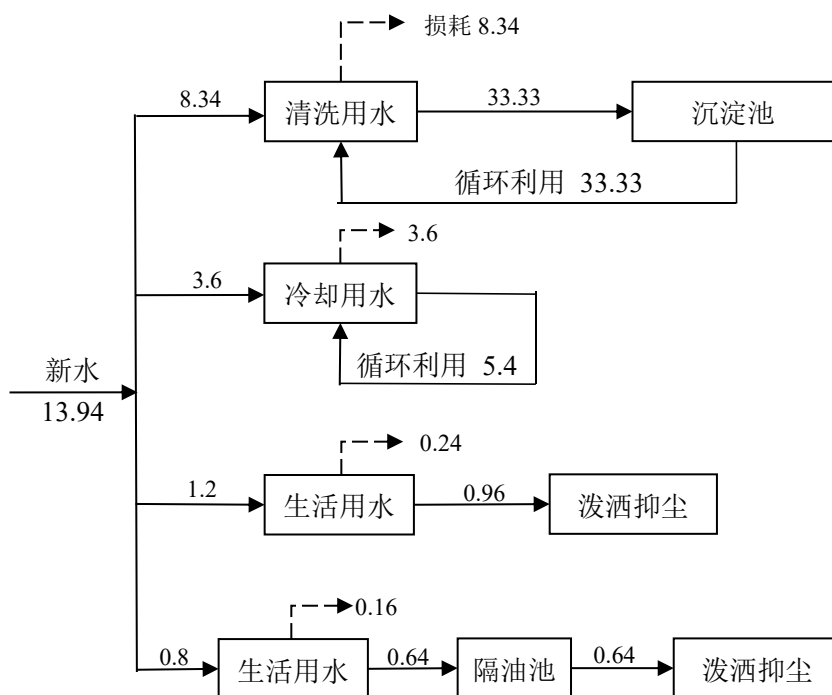 损耗 8.34
8.34
清洗用水
33.33
沉淀池
循环利用 33.33
3.6
3.6
冷却用水
循环利用 5.4
新水
13.94
0.24
1.2
生活用水
0.96
泼洒抑尘
0.16
0.8
生活用水
0.64
隔油池
0.64
泼洒抑尘